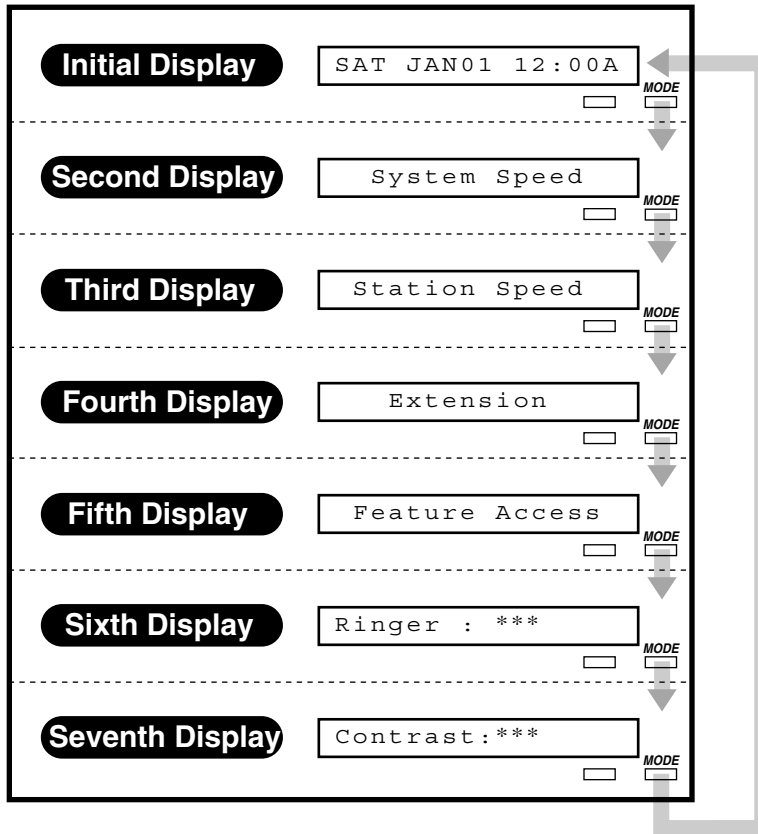 Initial Display
SAT JAN01 12:00A
MODE
Second Display
System Speed
MODE
Third Display
Station Speed
MODE
Fourth Display
Extension
MODE
Fifth Display
Feature Access
MODE
Sixth Display
Ringer : ***
MODE
Seventh Display
Contrast:***
MODE